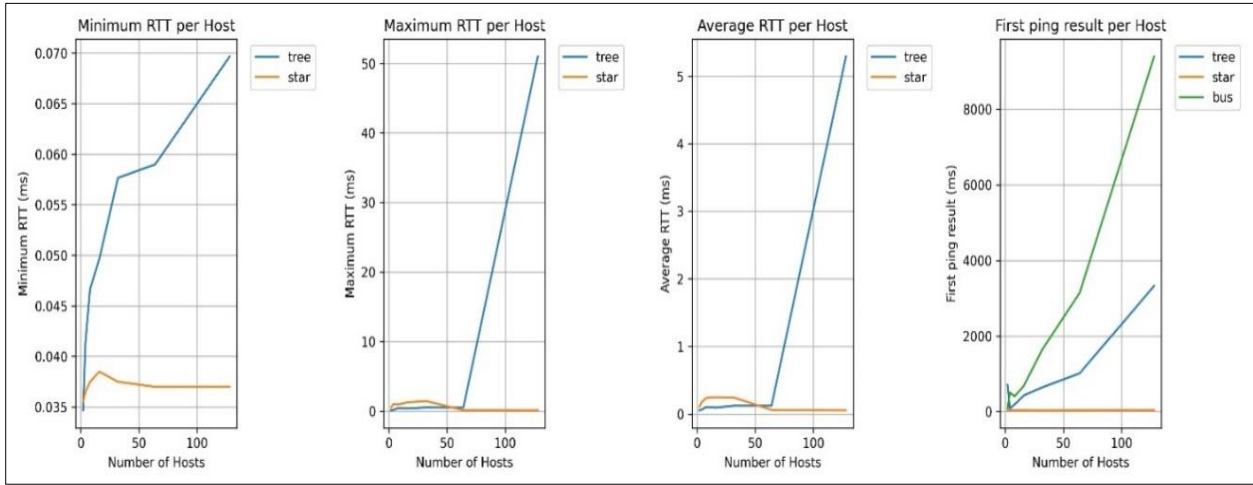 Minimum RTT per Host
0.070
0.065
0.060
0.055
0.050
0.045
0.040
0.035
Minimum RTT (ms)
0 50 100
Number of Hosts
tree
star
Maximum RTT per Host
50
40
30
20
10
0
Maximum RTT (ms)
0 50 100
Number of Hosts
tree
star
Average RTT per Host
5
4
3
2
1
0
Average RTT (ms)
0 50 100
Number of Hosts
tree
star
First ping result per Host
8000
6000
4000
2000
0
First ping result (ms)
0 50 100
Number of Hosts
tree
star
bus